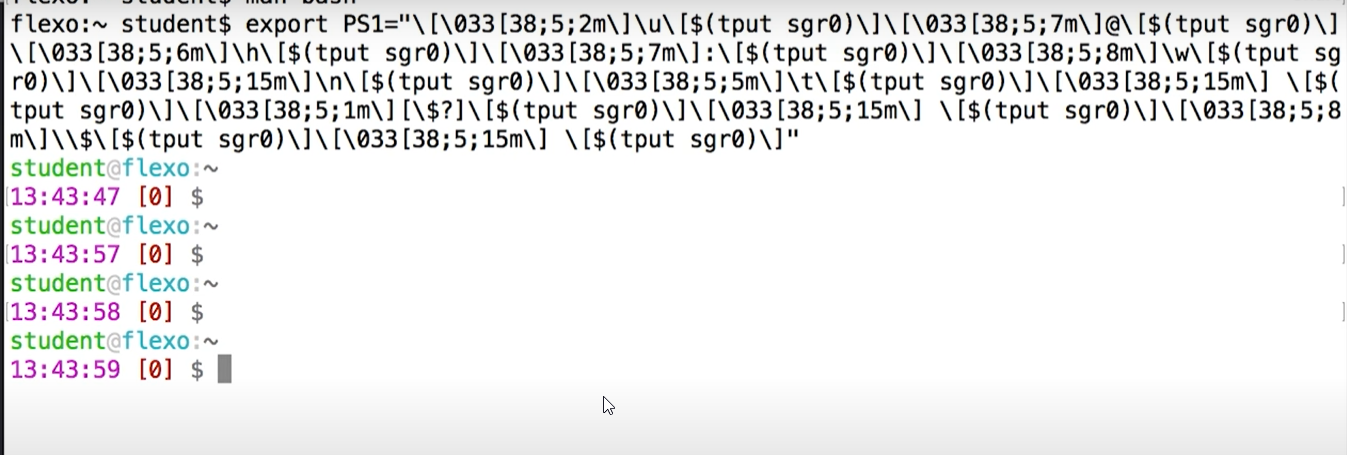 flexo:~ student$ man bash
flexo:~ student$ export PS1="\[\033[38;5;2m\]\u\[$(tput sgr0)\]\[\033[38;5;7m\]@\[$(tput sgr0)\]
\[\033[38;5;6m\]\h\[$(tput sgr0)\]\[\033[38;5;7m\]:\[$(tput sgr0)\]\[\033[38;5;8m\]\w\[$(tput sg
r0)\]\[\033[38;5;15m\]\n\[$(tput sgr0)\]\[\033[38;5;5m\]\t\[$(tput sgr0)\]\[\033[38;5;15m\] \[$(
tput sgr0)\]\[\033[38;5;1m\][\$?]\[$(tput sgr0)\]\[\033[38;5;15m\] \[$(tput sgr0)\]\[\033[38;5;8
m\]\\$\[$(tput sgr0)\]\[\033[38;5;15m\] \[$(tput sgr0)\]"
student@flexo:~
[13:43:47 [0] $ ]
student@flexo:~
[13:43:57 [0] $ ]
student@flexo:~
[13:43:58 [0] $ ]
student@flexo:~
13:43:59 [0] $